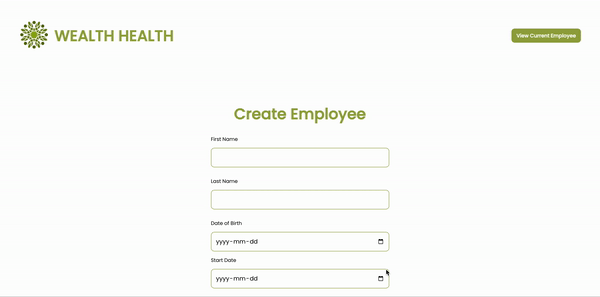 WEALTH HEALTH
View Current Employee
Create Employee
First Name
Last Name
Date of Birth
yyyy-mm-dd
Start Date
yyyy-mm-dd